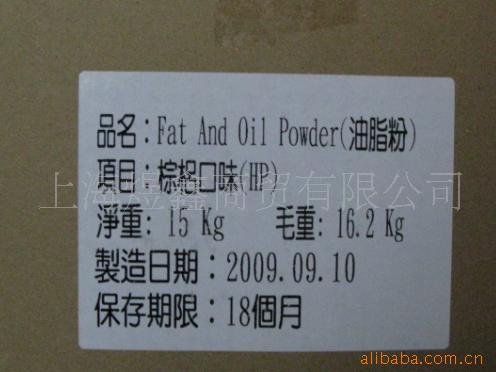 品名：Fat And Oil Powder(油脂粉)
項目：棕梠口味(HP)
上海煜鑫商贸有限公司
淨重: 15 Kg 毛重: 16.2 Kg
製造日期：2009.09.10
保存期限：18個月
alibaba.com.cn